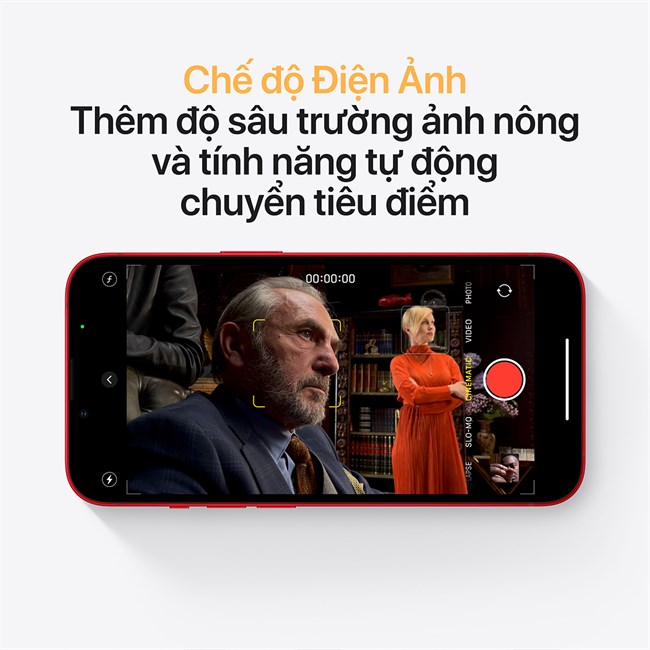 Chế độ Điện Ảnh
Thêm độ sâu trường ảnh nông
và tính năng tự động
chuyển tiêu điểm
00:00:00
PHOTO
VIDEO
CINEMATIC
SLO-MO
LAPSE